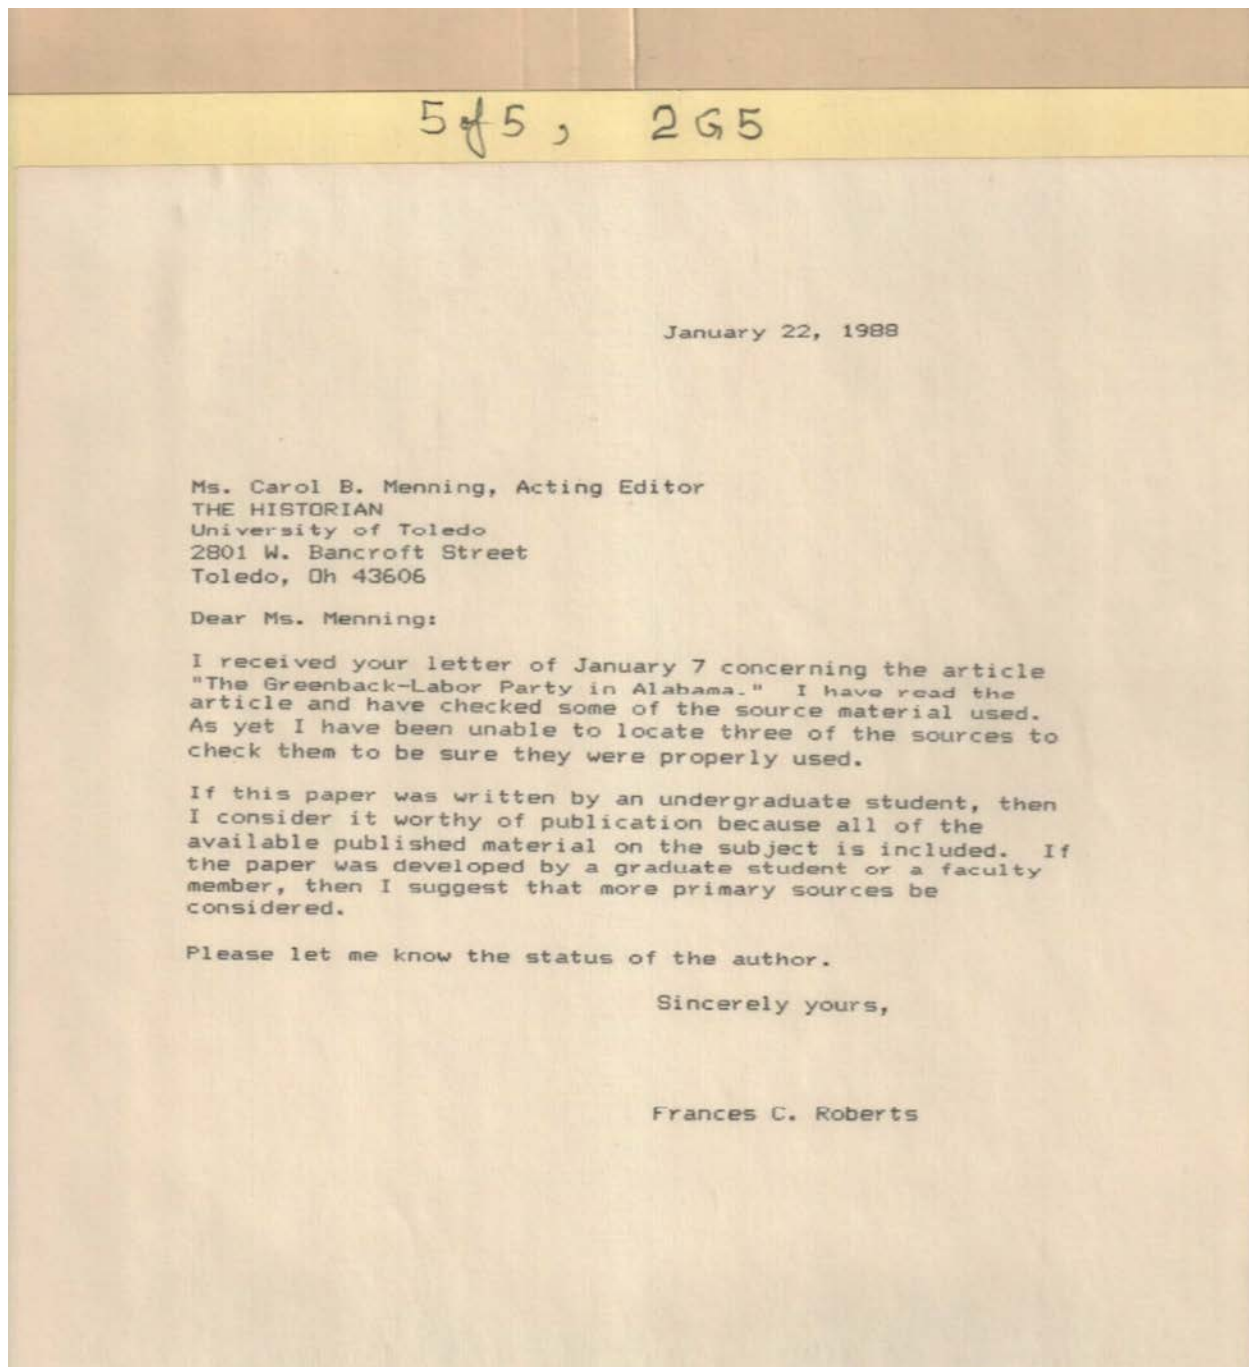 5 of 5, 2G5
January 22, 1988
Ms. Carol B. Menning, Acting Editor
THE HISTORIAN
University of Toledo
2801 W. Bancroft Street
Toledo, Oh 43606
Dear Ms. Menning:
I received your letter of January 7 concerning the article
"The Greenback-Labor Party in Alabama." I have read the
article and have checked some of the source material used.
As yet I have been unable to locate three of the sources to
check them to be sure they were properly used.
If this paper was written by an undergraduate student, then
I consider it worthy of publication because all of the
available published material on the subject is included. If
the paper was developed by a graduate student or a faculty
member, then I suggest that more primary sources be
considered.
Please let me know the status of the author.
Sincerely yours,
Frances C. Roberts